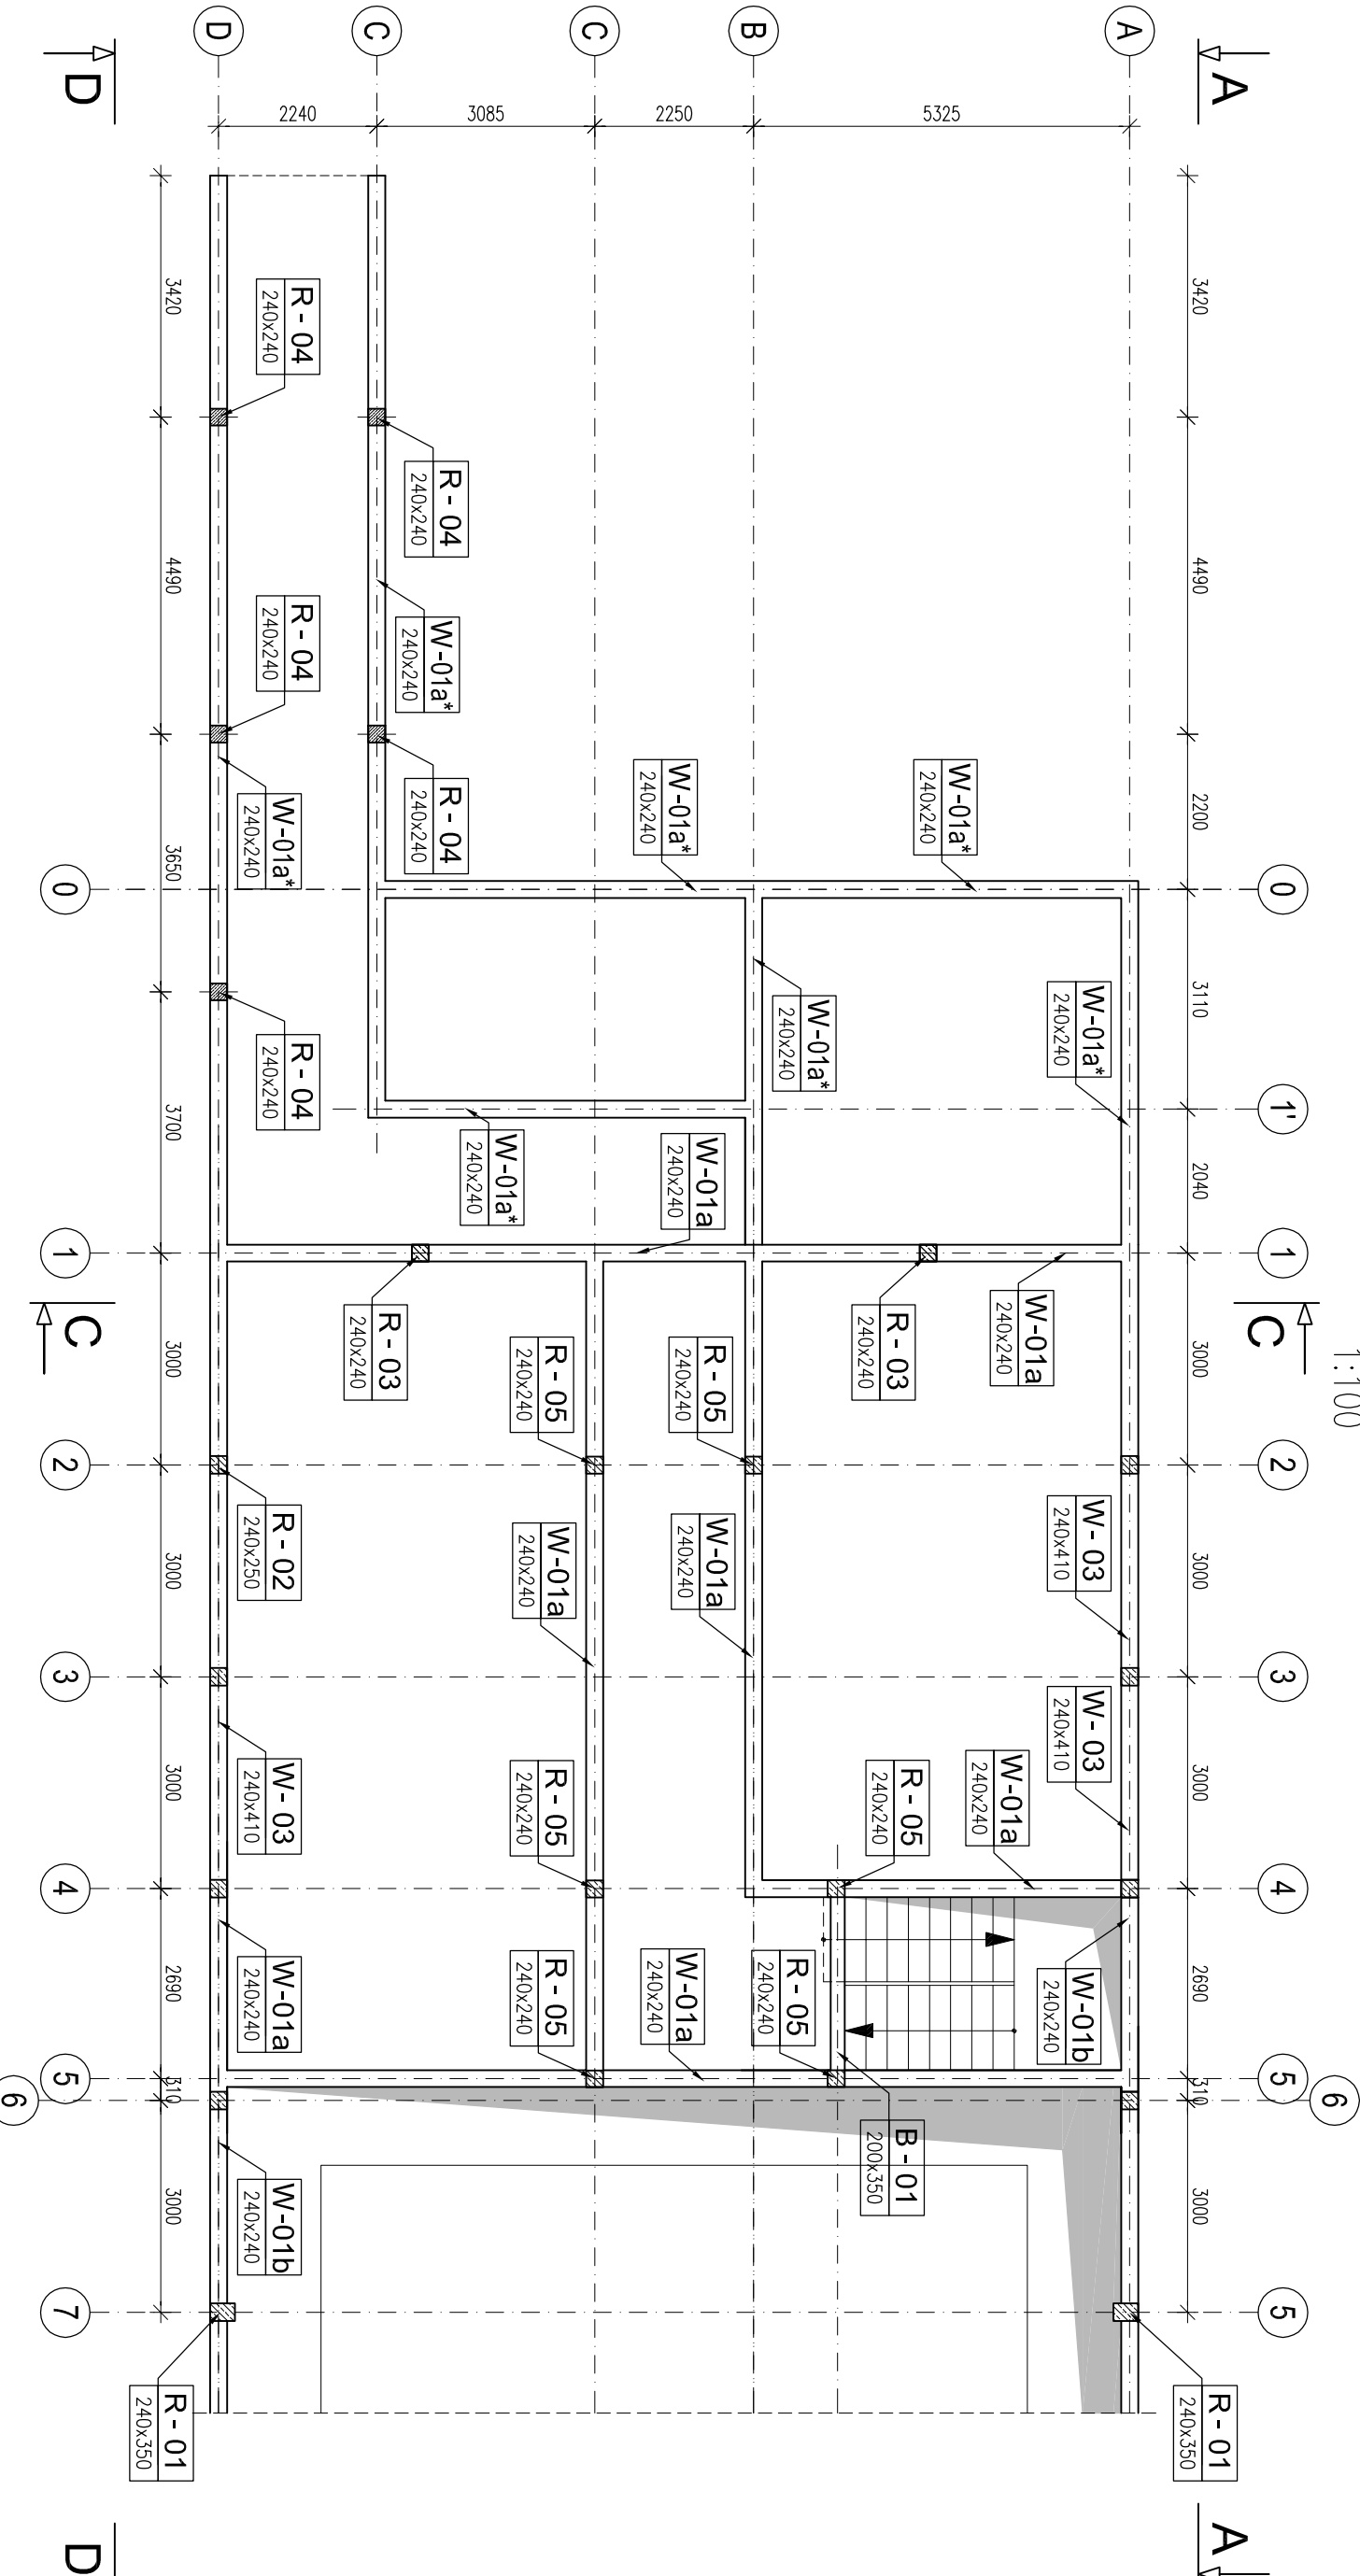 1:100
6
0
1'
1
2
3
4
5
5
C
A
A
R - 01
240x350
3420
4490
2200
3110
2040
3000
3000
3000
2690
310
3000
A
W-01a*
240x240
W - 03
240x410
W - 03
240x410
W-01b
240x240
W-01a
240x240
W-01a
240x240
W-01a*
240x240
5325
R - 03
240x240
R - 05
240x240
B - 01
200x350
W-01a*
240x240
R - 05
240x240
B
R - 05
240x240
W-01a
240x240
W-01a
240x240
W-01a*
240x240
W-01a
240x240
2250
C
R - 05
240x240
W-01a
240x240
R - 05
240x240
R - 05
240x240
W-01a*
240x240
3085
R - 04
240x240
R - 04
240x240
W-01a*
240x240
R - 03
240x240
C
R - 04
240x240
R - 04
240x240
R - 04
240x240
2240
W-01a*
240x240
R - 02
240x250
W - 03
240x410
W-01a
240x240
W-01b
240x240
D
R - 01
240x350
3420
4490
3650
3700
3000
3000
3000
2690
310
3000
D
C
D
0
1
2
3
4
5
7
6